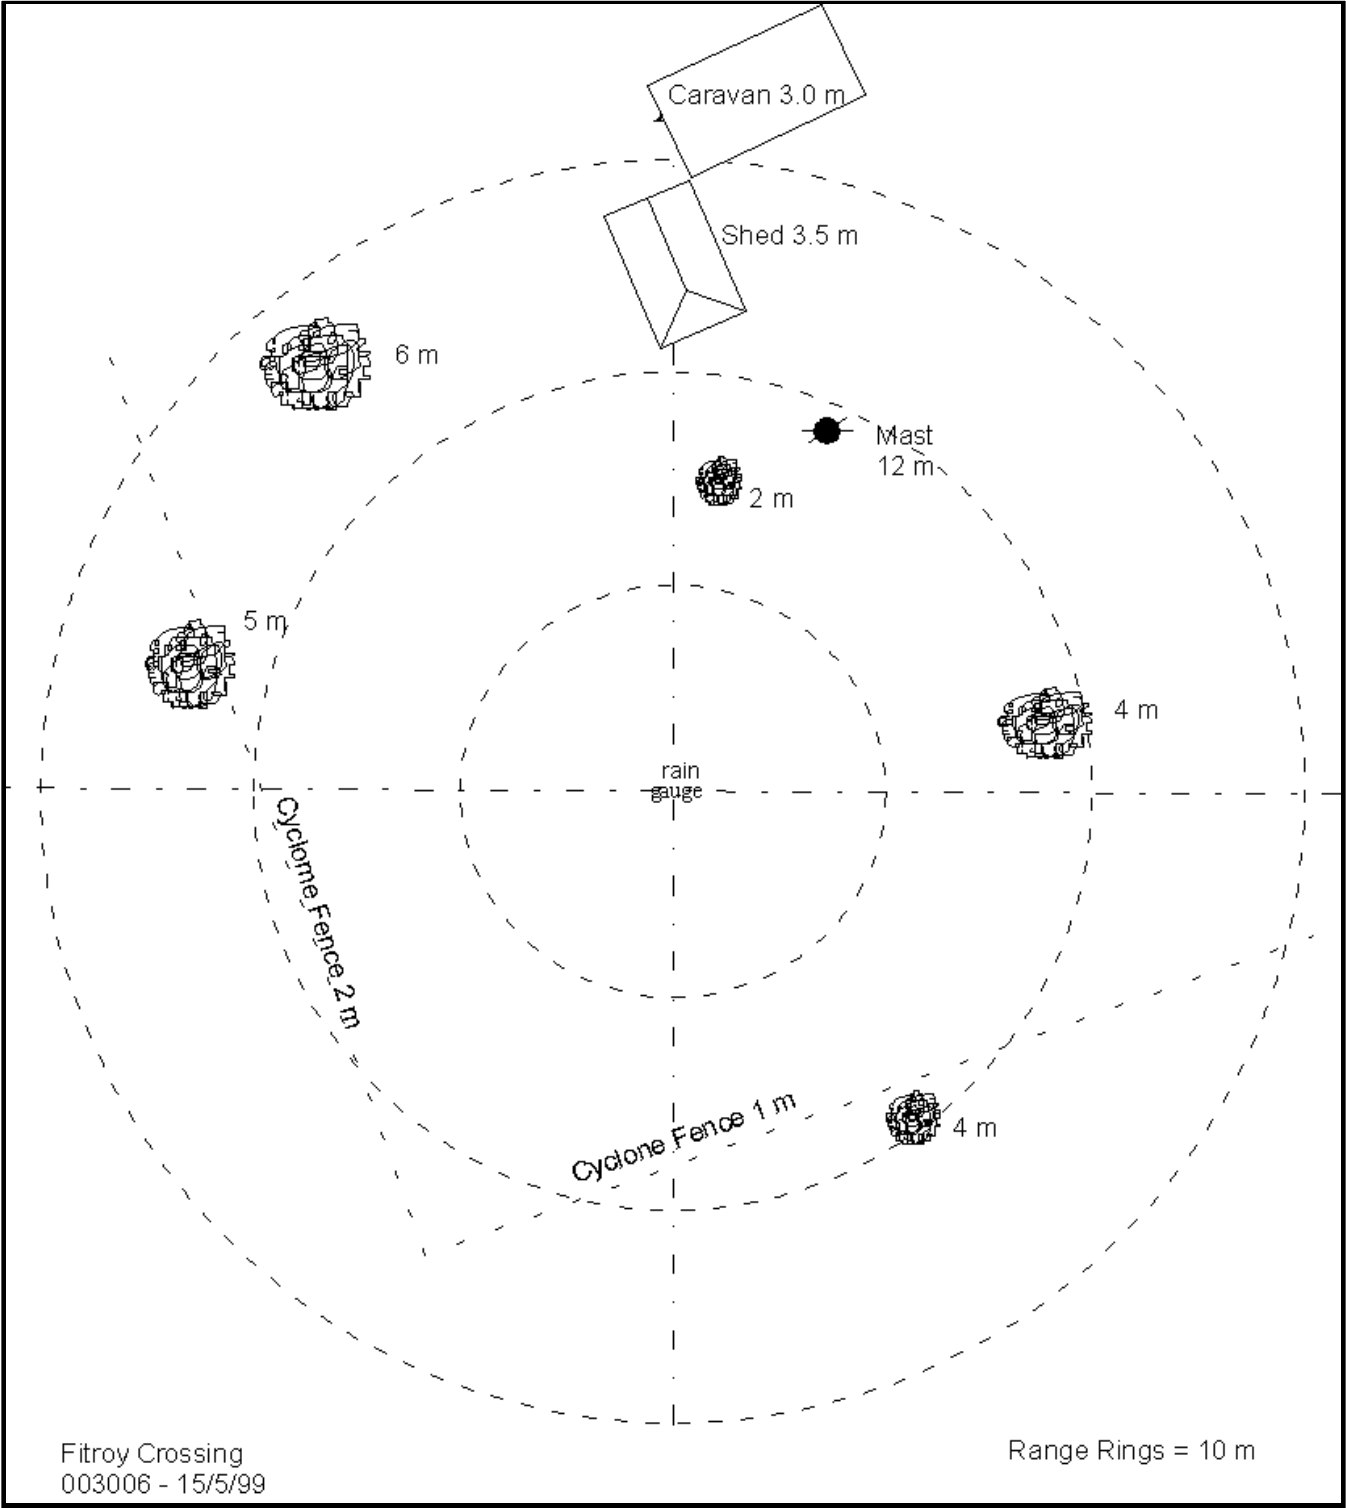 Caravan 3.0 m
Shed 3.5 m
6 m
Mast
12 m
2 m
5 m
4 m
rain
gauge
Cyclome Fence 2 m
Cyclone Fence 1 m
4 m
Fitroy Crossing
003006 - 15/5/99
Range Rings = 10 m